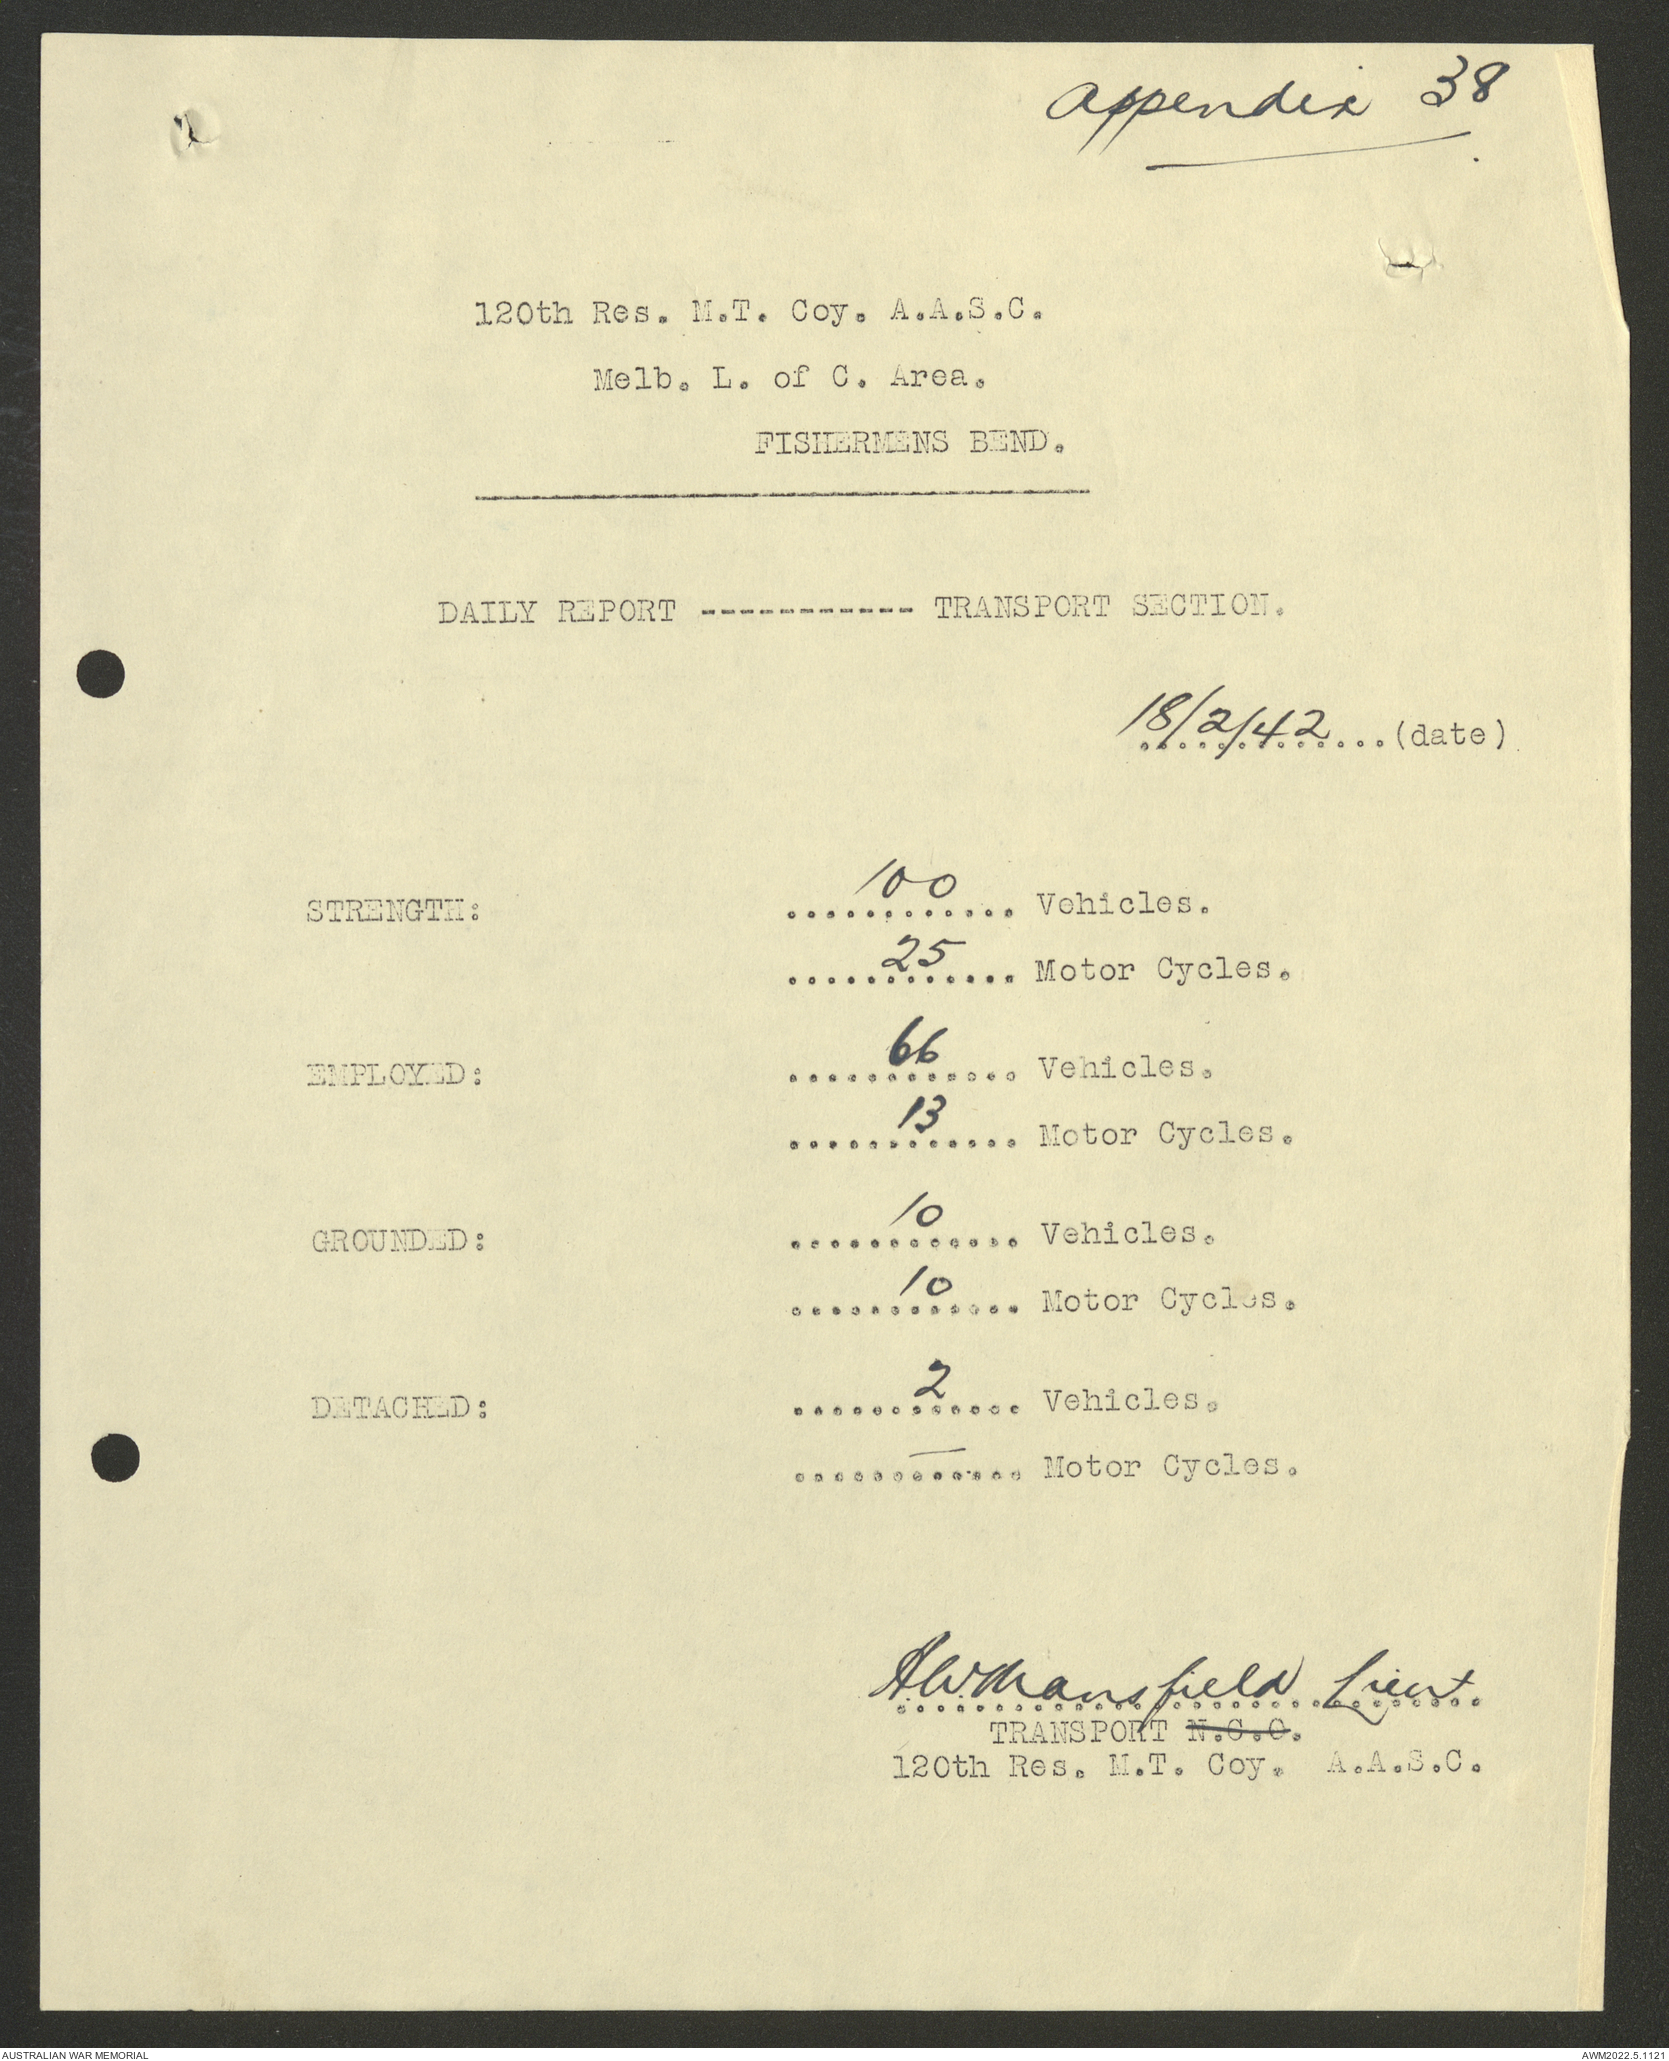 Appendix 38
120th Res. M.T. Coy. A.A.S.C.
Melb. L. of C. Area.
FISHERMENS BEND.
DAILY REPORT ----------- TRANSPORT SECTION.
18/2/42 ............. (date)
STRENGTH: 100 ............ Vehicles.
25 ............ Motor Cycles.
EMPLOYED: 66 ............ Vehicles.
13 ............ Motor Cycles.
GROUNDED: 10 ............ Vehicles.
10 ............ Motor Cycles.
DETACHED: 2 ............ Vehicles.
— ............ Motor Cycles.
A.W. Mansfield Lieut.
TRANSPORT N.C.O.
120th Res. M.T. Coy. A.A.S.C.
AUSTRALIAN WAR MEMORIAL
AWM2022.5.1121